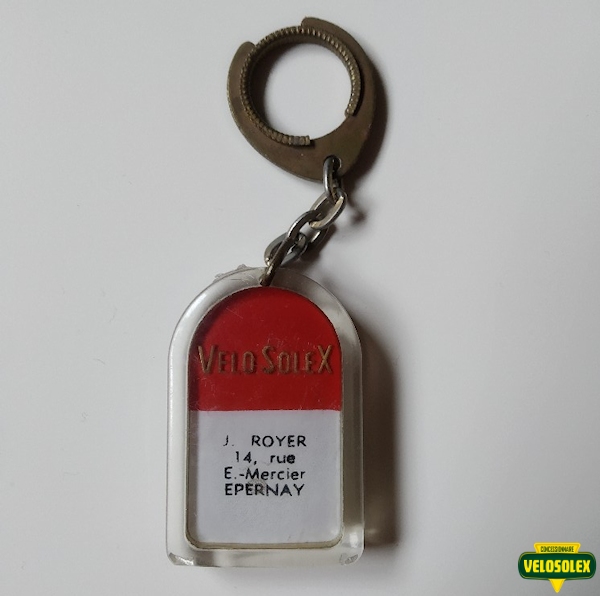 VELOSOLEX
J. ROYER
14, rue
E.-Mercier
EPERNAY
CONCESSIONNAIRE
VELOSOLEX